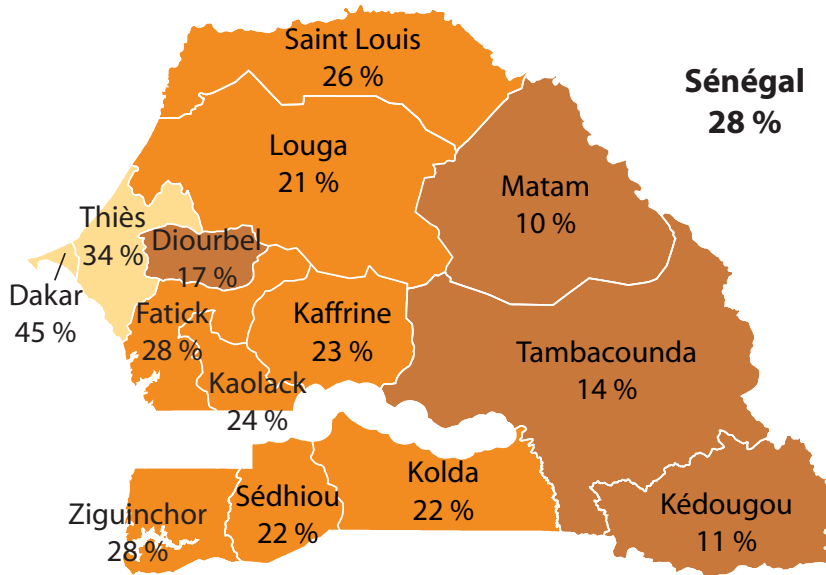 Saint Louis
26 %
Sénégal
28 %
Louga
21 %
Matam
10 %
Thiès
34 %
Diourbel
17 %
Dakar
45 %
Fatick
28 %
Kaffrine
23 %
Tambacounda
14 %
Kaolack
24 %
Kolda
22 %
Sédhiou
22 %
Ziguinchor
28 %
Kédougou
11 %